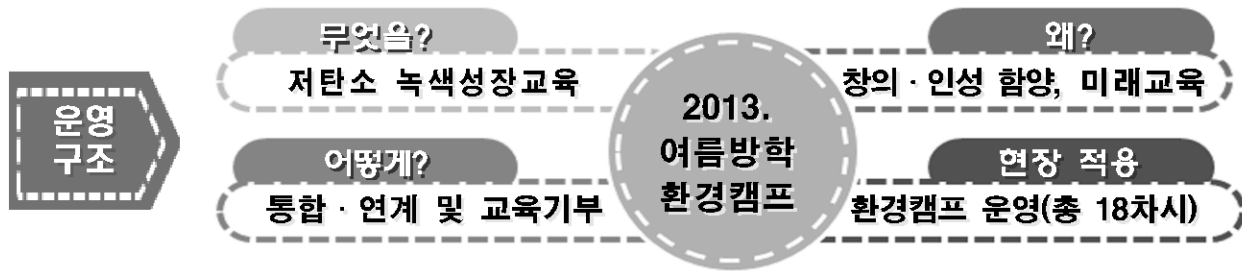 운영
구조
무엇을?
저탄소 녹색성장교육
어떻게?
통합 · 연계 및 교육기부
2013.
여름방학
환경캠프
왜?
창의 · 인성 함양, 미래교육
현장 적용
환경캠프 운영(총 18차시)